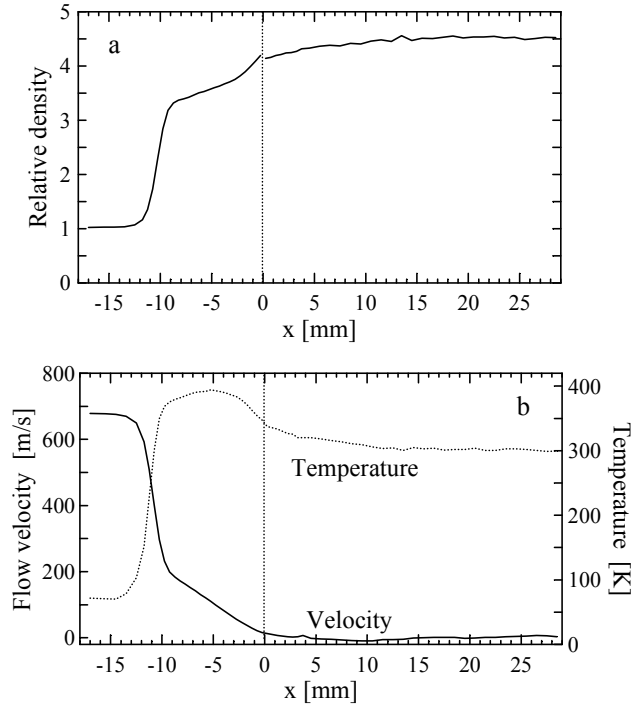 a
5
4
3
2
1
0
Relative density
-15 -10 -5 0 5 10 15 20 25
x [mm]
b
800
600
400
200
0
Flow velocity [m/s]
400
300
200
100
0
Temperature [K]
Temperature
Velocity
-15 -10 -5 0 5 10 15 20 25
x [mm]